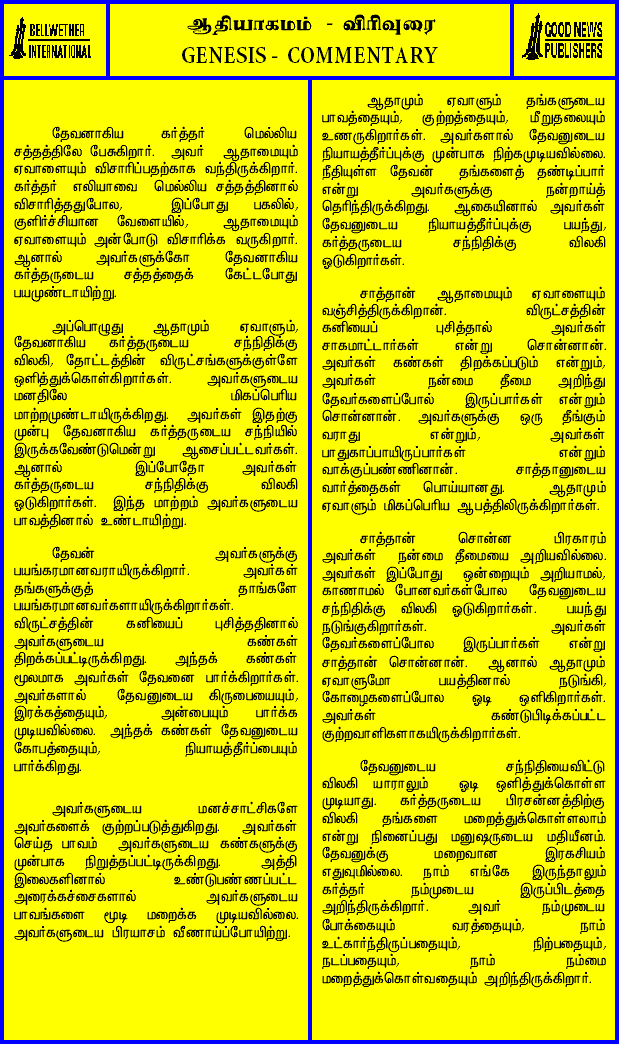 BELLWETHER
INTERNATIONAL
ஆதியாகமம் - விரிவுரை
GENESIS - COMMENTARY
GOOD NEWS
PUBLISHERS
தேவனாகிய கர்த்தர் மெல்லிய
சத்தத்திலே பேசுகிறார். அவர் ஆதாமையும்
ஏவாளையும் விசாரிப்பதற்காக வந்திருக்கிறார்.
கர்த்தர் எலியாவை மெல்லிய சத்தத்தினால்
விசாரித்ததுபோல, இப்போது பகலில்,
குளிர்ச்சியான வேளையில், ஆதாமையும்
ஏவாளையும் அன்போடு விசாரிக்க வருகிறார்.
ஆனால் அவர்களுக்கோ தேவனாகிய
கர்த்தருடைய சத்தத்தைக் கேட்டபோது
பயமுண்டாயிற்று.
அப்பொழுது ஆதாமும் ஏவாளும்,
தேவனாகிய கர்த்தருடைய சந்நிதிக்கு
விலகி, தோட்டத்தின் விருட்சங்களுக்குள்ளே
ஒளித்துக்கொள்கிறார்கள். அவர்களுடைய
மனதிலே மிகப்பெரிய
மாற்றமுண்டாயிருக்கிறது. அவர்கள் இதற்கு
முன்பு தேவனாகிய கர்த்தருடைய சந்நியில்
இருக்கவேண்டுமென்று ஆசைப்பட்டவர்கள்.
ஆனால் இப்போதோ அவர்கள்
கர்த்தருடைய சந்நிதிக்கு விலகி
ஓடுகிறார்கள். இந்த மாற்றம் அவர்களுடைய
பாவத்தினால் உண்டாயிற்று.
தேவன் அவர்களுக்கு
பயங்கரமானவராயிருக்கிறார். அவர்கள்
தங்களுக்குத் தாங்களே
பயங்கரமானவர்களாயிருக்கிறார்கள்.
விருட்சத்தின் கனியைப் புசித்ததினால்
அவர்களுடைய கண்கள்
திறக்கப்பட்டிருக்கிறது. அந்தக் கண்கள்
மூலமாக அவர்கள் தேவனை பார்க்கிறார்கள்.
அவர்களால் தேவனுடைய கிருபையையும்,
இரக்கத்தையும், அன்பையும் பார்க்க
முடியவில்லை. அந்தக் கண்கள் தேவனுடைய
கோபத்தையும், நியாயத்தீர்ப்பையும்
பார்க்கிறது.
அவர்களுடைய மனச்சாட்சிகளே
அவர்களைக் குற்றப்படுத்துகிறது. அவர்கள்
செய்த பாவம் அவர்களுடைய கண்களுக்கு
முன்பாக நிறுத்தப்பட்டிருக்கிறது. அத்தி
இலைகளினால் உண்டுபண்ணப்பட்ட
அரைக்கச்சைகளால் அவர்களுடைய
பாவங்களை மூடி மறைக்க முடியவில்லை.
அவர்களுடைய பிரயாசம் வீணாய்ப்போயிற்று.
ஆதாமும் ஏவாளும் தங்களுடைய
பாவத்தையும், குற்றத்தையும், மீறுதலையும்
உணருகிறார்கள். அவர்களால் தேவனுடைய
நியாயத்தீர்ப்புக்கு முன்பாக நிற்கமுடியவில்லை.
நீதியுள்ள தேவன் தங்களைத் தண்டிப்பார்
என்று அவர்களுக்கு நன்றாய்த்
தெரிந்திருக்கிறது. ஆகையினால் அவர்கள்
தேவனுடைய நியாயத்தீர்ப்புக்கு பயந்து,
கர்த்தருடைய சந்நிதிக்கு விலகி
ஓடுகிறார்கள்.
சாத்தான் ஆதாமையும் ஏவாளையும்
வஞ்சித்திருக்கிறான். விருட்சத்தின்
கனியைப் புசித்தால் அவர்கள்
சாகமாட்டார்கள் என்று சொன்னான்.
அவர்கள் கண்கள் திறக்கப்படும் என்றும்,
அவர்கள் நன்மை தீமை அறிந்து
தேவர்களைப்போல் இருப்பார்கள் என்றும்
சொன்னான். அவர்களுக்கு ஒரு தீங்கும்
வராது என்றும், அவர்கள்
பாதுகாப்பாயிருப்பார்கள் என்றும்
வாக்குப்பண்ணினான். சாத்தானுடைய
வார்த்தைகள் பொய்யானது. ஆதாமும்
ஏவாளும் மிகப்பெரிய ஆபத்திலிருக்கிறார்கள்.
சாத்தான் சொன்ன பிரகாரம்
அவர்கள் நன்மை தீமையை அறியவில்லை.
அவர்கள் இப்போது ஒன்றையும் அறியாமல்,
காணாமல் போனவர்கள்போல தேவனுடைய
சந்நிதிக்கு விலகி ஓடுகிறார்கள். பயந்து
நடுங்குகிறார்கள். அவர்கள்
தேவர்களைப்போல இருப்பார்கள் என்று
சாத்தான் சொன்னான். ஆனால் ஆதாமும்
ஏவாளுமோ பயத்தினால் நடுங்கி,
கோழைகளைப்போல ஓடி ஒளிகிறார்கள்.
அவர்கள் கண்டுபிடிக்கப்பட்ட
குற்றவாளிகளாகயிருக்கிறார்கள்.
தேவனுடைய சந்நிதியைவிட்டு
விலகி யாராலும் ஓடி ஒளித்துக்கொள்ள
முடியாது. கர்த்தருடைய பிரசன்னத்திற்கு
விலகி தங்களை மறைத்துக்கொள்ளலாம்
என்று நினைப்பது மனுஷருடைய மதியீனம்.
தேவனுக்கு மறைவான இரகசியம்
எதுவுமில்லை. நாம் எங்கே இருந்தாலும்
கர்த்தர் நம்முடைய இருப்பிடத்தை
அறிந்திருக்கிறார். அவர் நம்முடைய
போக்கையும் வரத்தையும், நாம்
உட்கார்ந்திருப்பதையும், நிற்பதையும்,
நடப்பதையும், நாம் நம்மை
மறைத்துக்கொள்வதையும் அறிந்திருக்கிறார்.